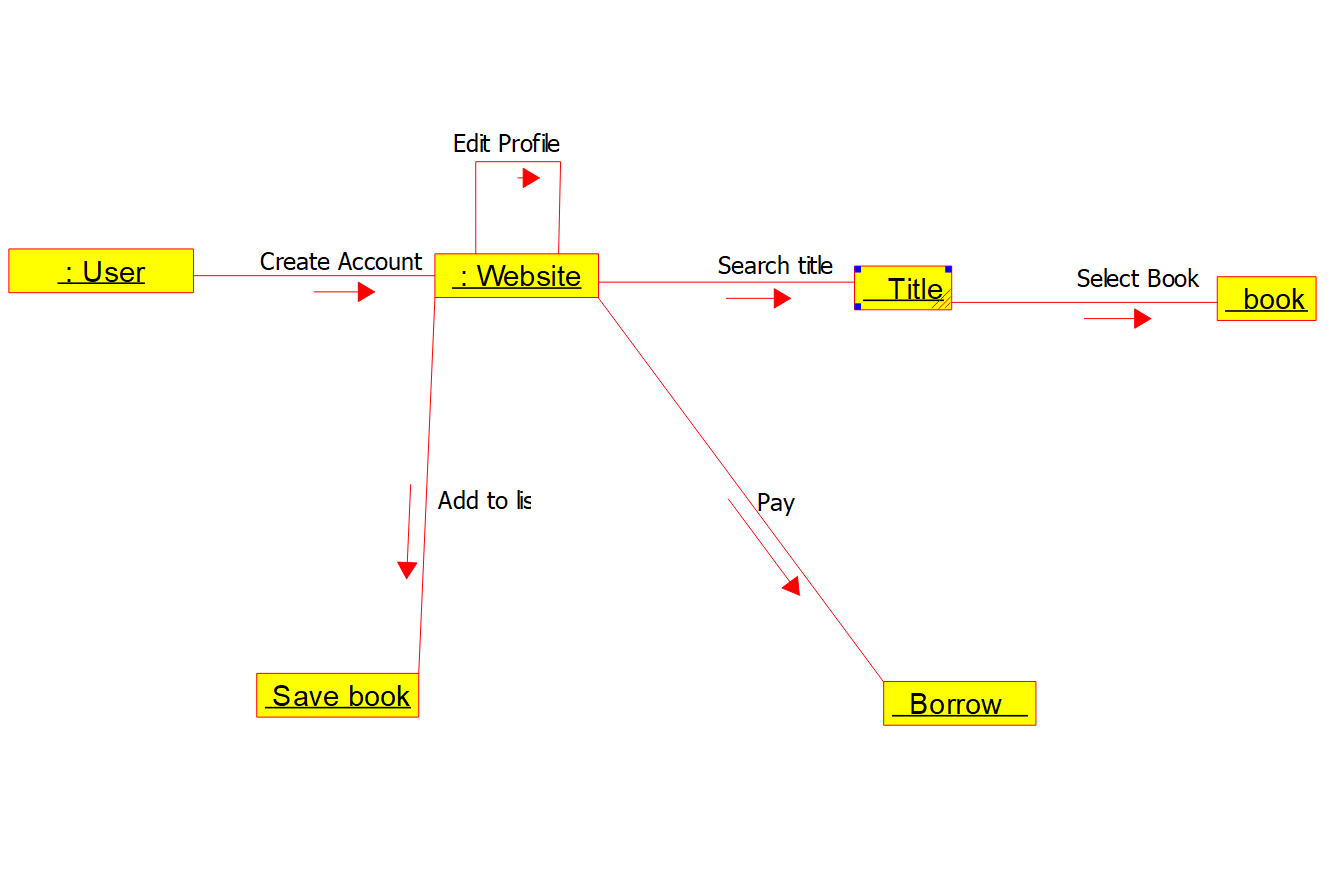 Edit Profile
: User
Create Account
: Website
Search title
Title
Select Book
book
Add to lis
Pay
Save book
Borrow